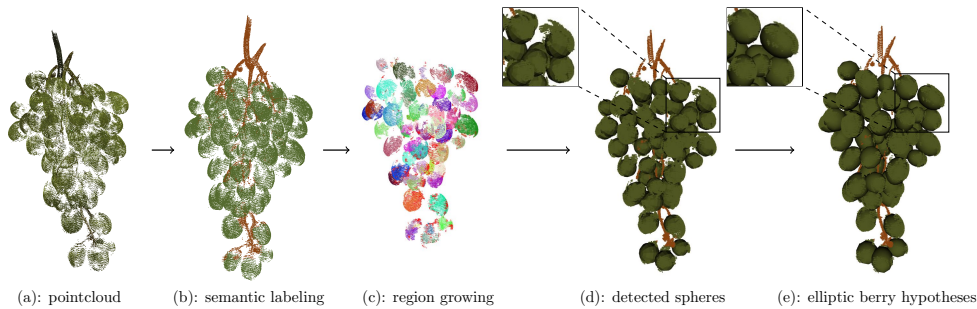 (a): pointcloud
(b): semantic labeling
(c): region growing
(d): detected spheres
(e): elliptic berry hypotheses